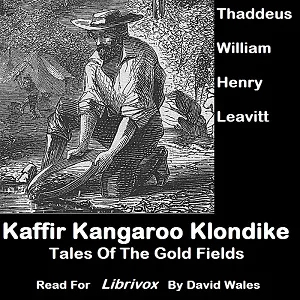 Thaddeus
William
Henry
Leavitt
Kaffir Kangaroo Klondike
Tales Of The Gold Fields
Read For Librivox By David Wales